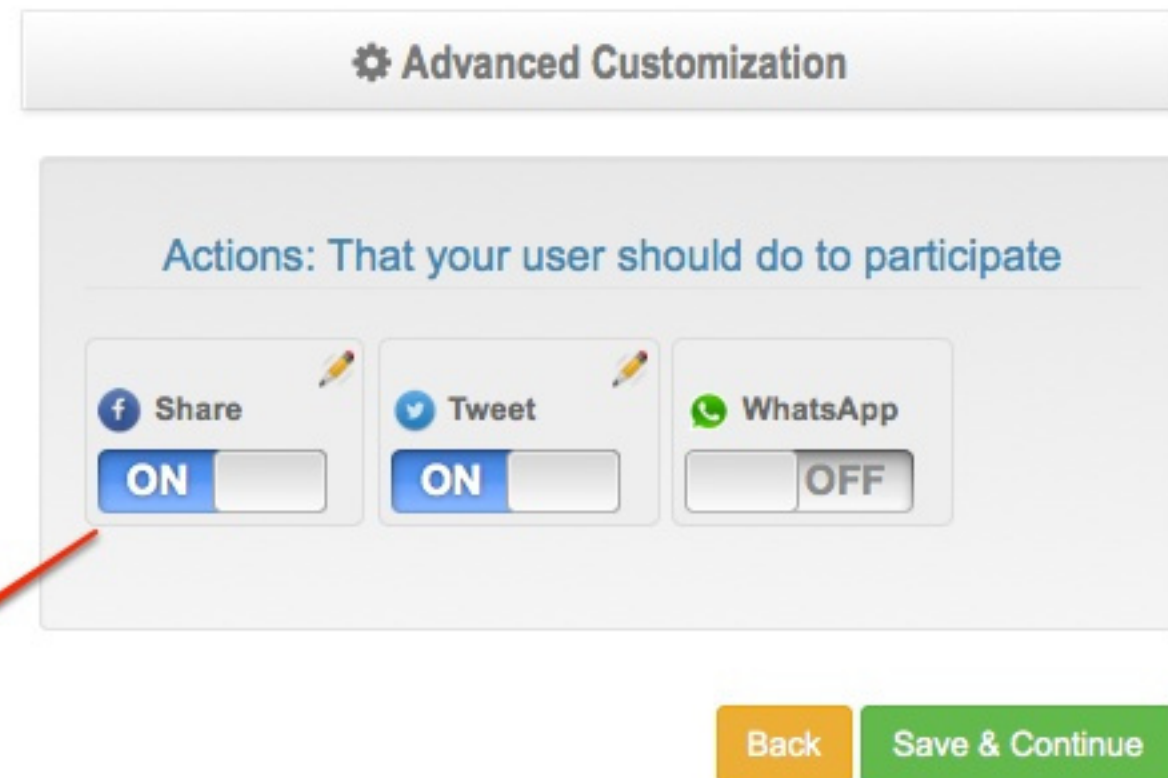 Advanced Customization
Actions: That your user should do to participate
Share Tweet WhatsApp
ON ON OFF
Back Save & Continue